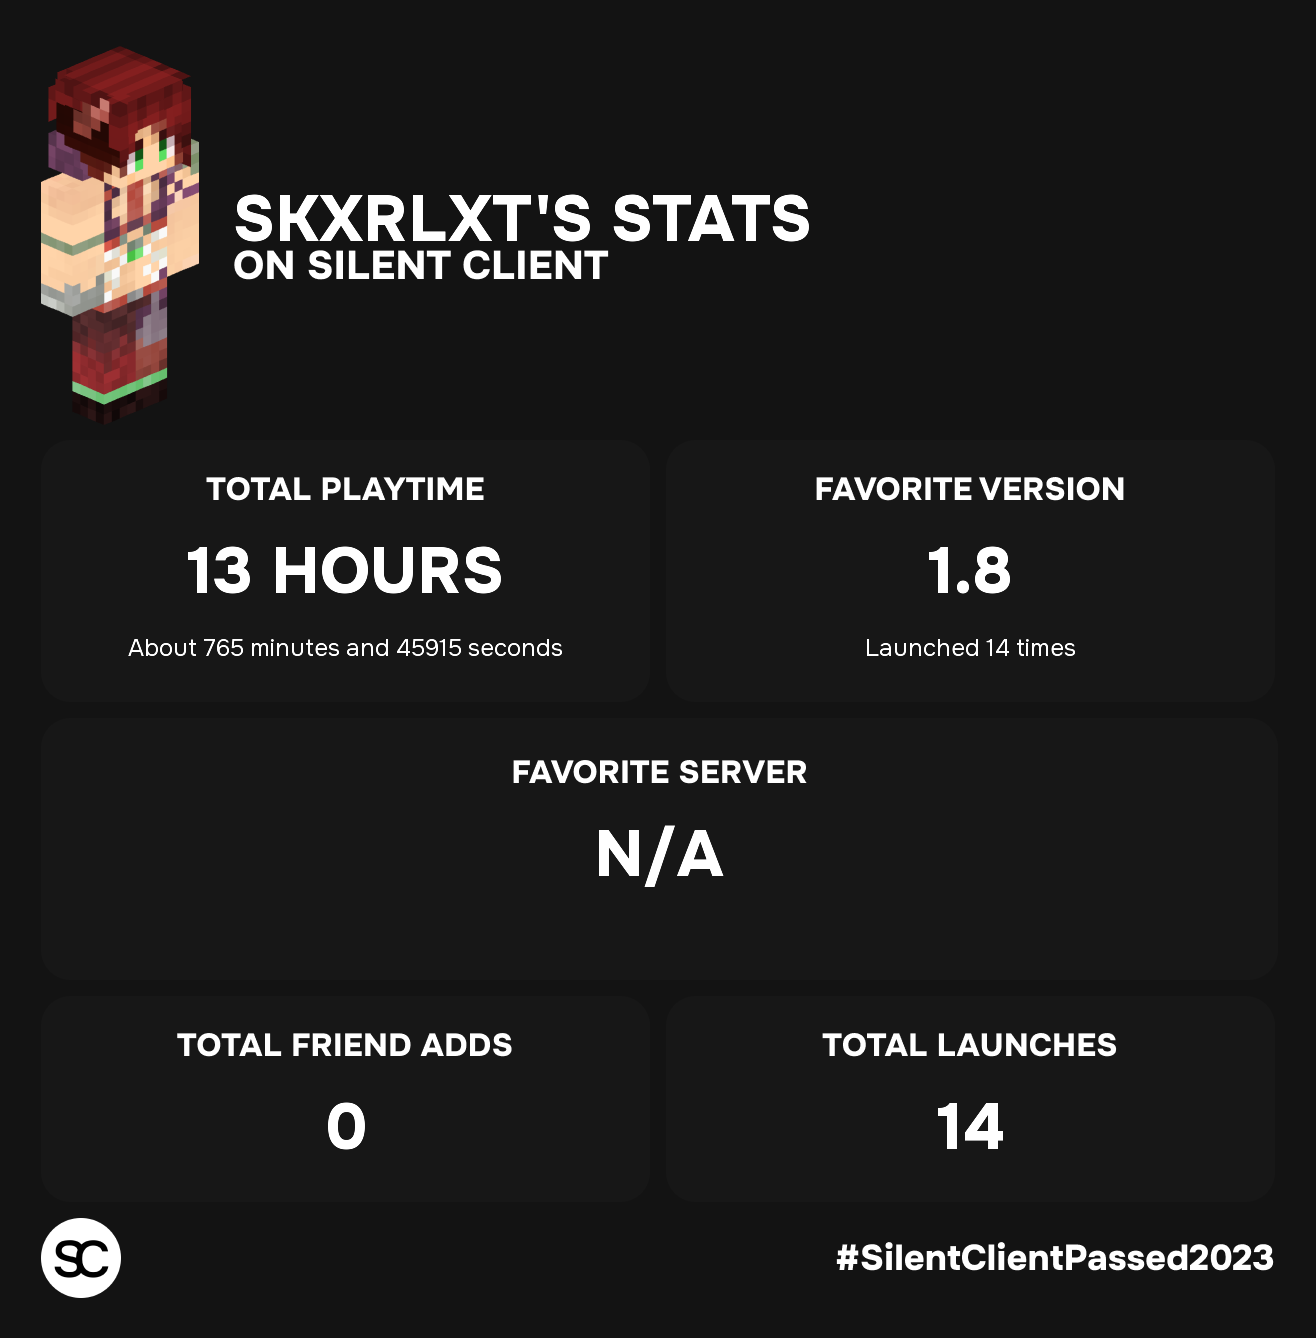 SKXRLXT'S STATS
ON SILENT CLIENT
TOTAL PLAYTIME
13 HOURS
About 765 minutes and 45915 seconds
FAVORITE VERSION
1.8
Launched 14 times
FAVORITE SERVER
N/A
TOTAL FRIEND ADDS
0
TOTAL LAUNCHES
14
SC
#SilentClientPassed2023